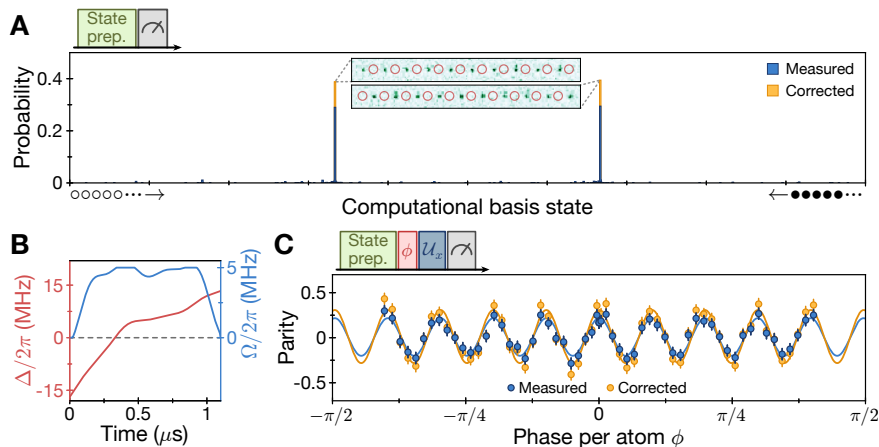 A
State
prep.
Probability
0.4
0.2
0
Measured
Corrected
Computational basis state
B
Δ/2π (MHz)
15
0
-15
5
0
Ω/2π (MHz)
0
0.5
1
Time (μs)
C
State
prep.
ϕ
𝒰ₓ
Parity
0.5
0
-0.5
Measured
Corrected
−π/2
−π/4
0
π/4
π/2
Phase per atom ϕ